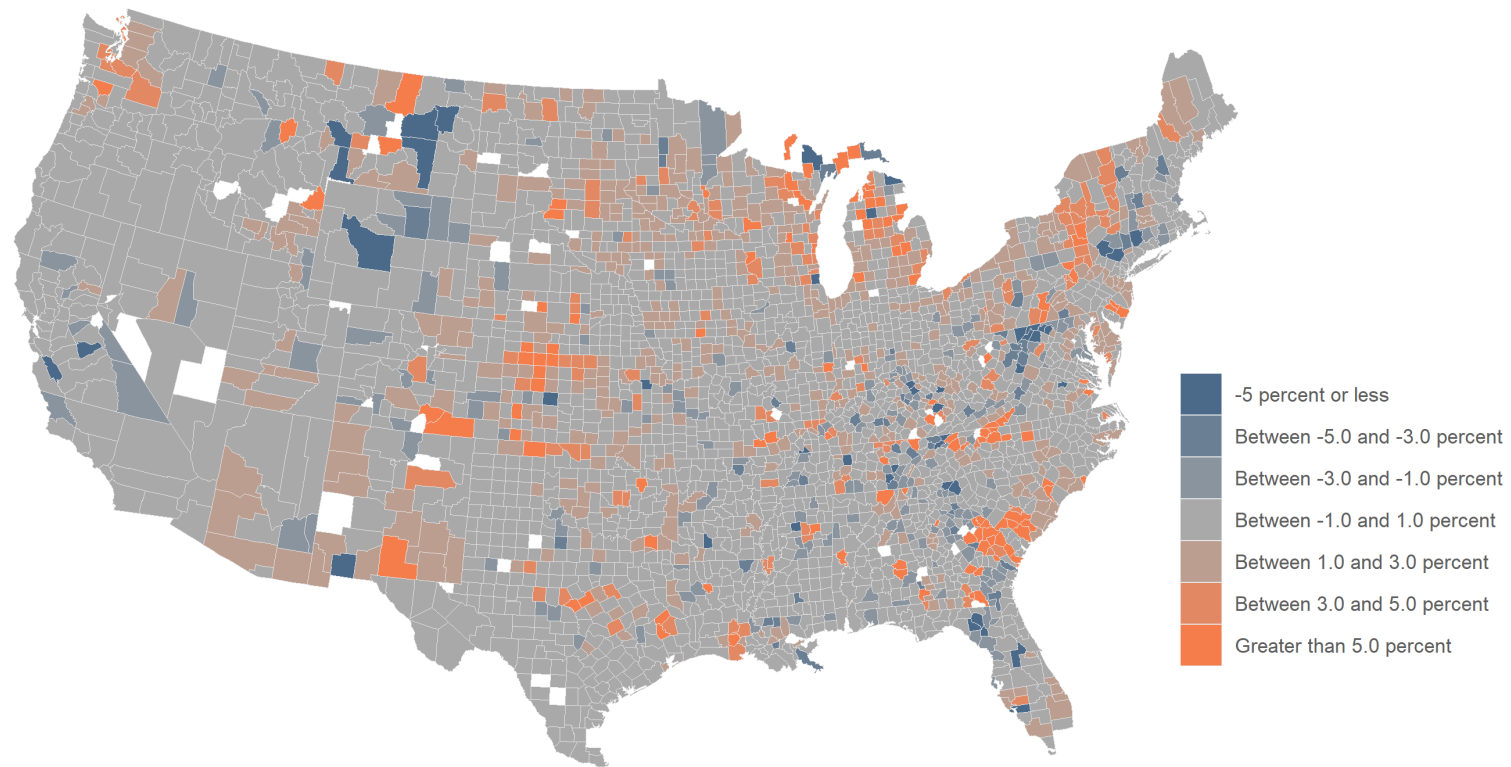 -5 percent or less
Between -5.0 and -3.0 percent
Between -3.0 and -1.0 percent
Between -1.0 and 1.0 percent
Between 1.0 and 3.0 percent
Between 3.0 and 5.0 percent
Greater than 5.0 percent